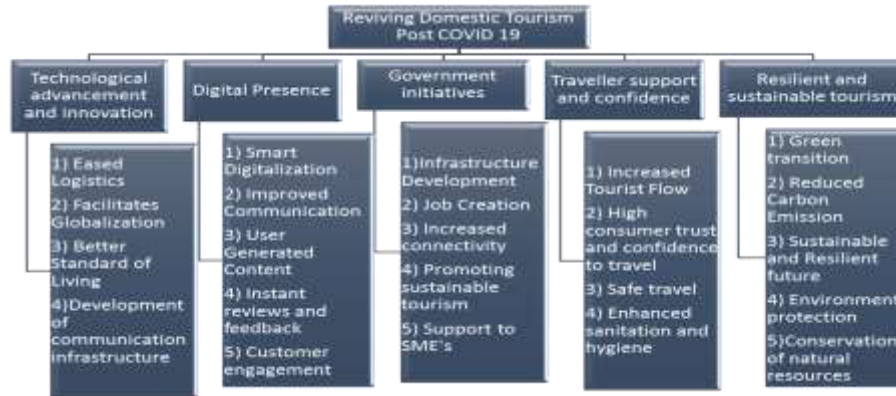 Reviving Domestic Tourism
Post COVID 19
Technological
advancement
and innovation
Digital Presence
Government
initiatives
Traveller support
and confidence
Resilient and
sustainable tourism
1) Eased
Logistics
2) Facilitates
Globalization
3) Better
Standard of
Living
4)Development
of
communication
infrastructure
1) Smart
Digitalization
2) Improved
Communication
3) User
Generated
Content
4) Instant
reviews and
feedback
5) Customer
engagement
1)Infrastructure
Development
2) Job Creation
3) Increased
connectivity
4) Promoting
sustainable
tourism
5) Support to
SME's
1) Increased
Tourist Flow
2) High
consumer trust
and confidence
to travel
3) Safe travel
4) Enhanced
sanitation and
hygiene
1) Green
transition
2) Reduced
Carbon
Emission
3) Sustainable
and Resilient
future
4) Environment
protection
5)Conservation
of natural
resources